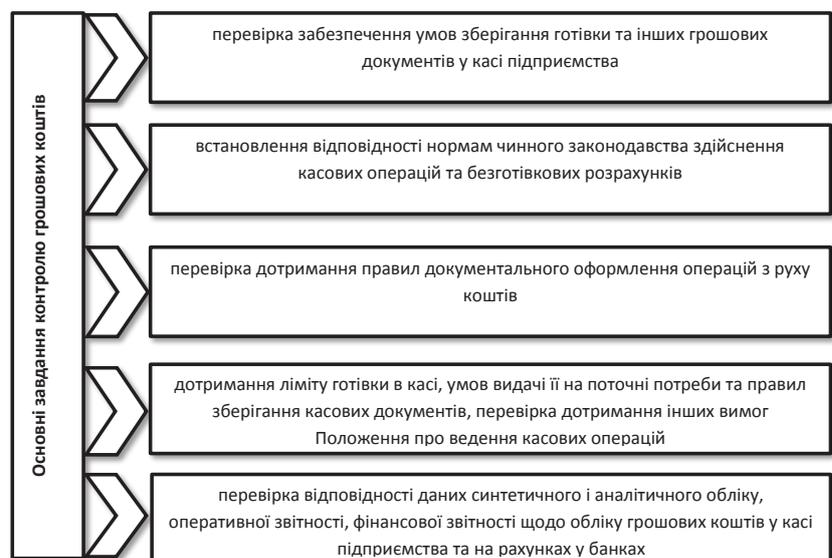 Основні завдання контролю грошових коштів
перевірка забезпечення умов зберігання готівки та інших грошових
документів у касі підприємства
встановлення відповідності нормам чинного законодавства здійснення
касових операцій та безготівкових розрахунків
перевірка дотримання правил документального оформлення операцій з руху
коштів
дотримання ліміту готівки в касі, умов видачі її на поточні потреби та правил
зберігання касових документів, перевірка дотримання інших вимог
Положення про ведення касових операцій
перевірка відповідності даних синтетичного і аналітичного обліку,
оперативної звітності, фінансової звітності щодо обліку грошових коштів у касі
підприємства та на рахунках у банках